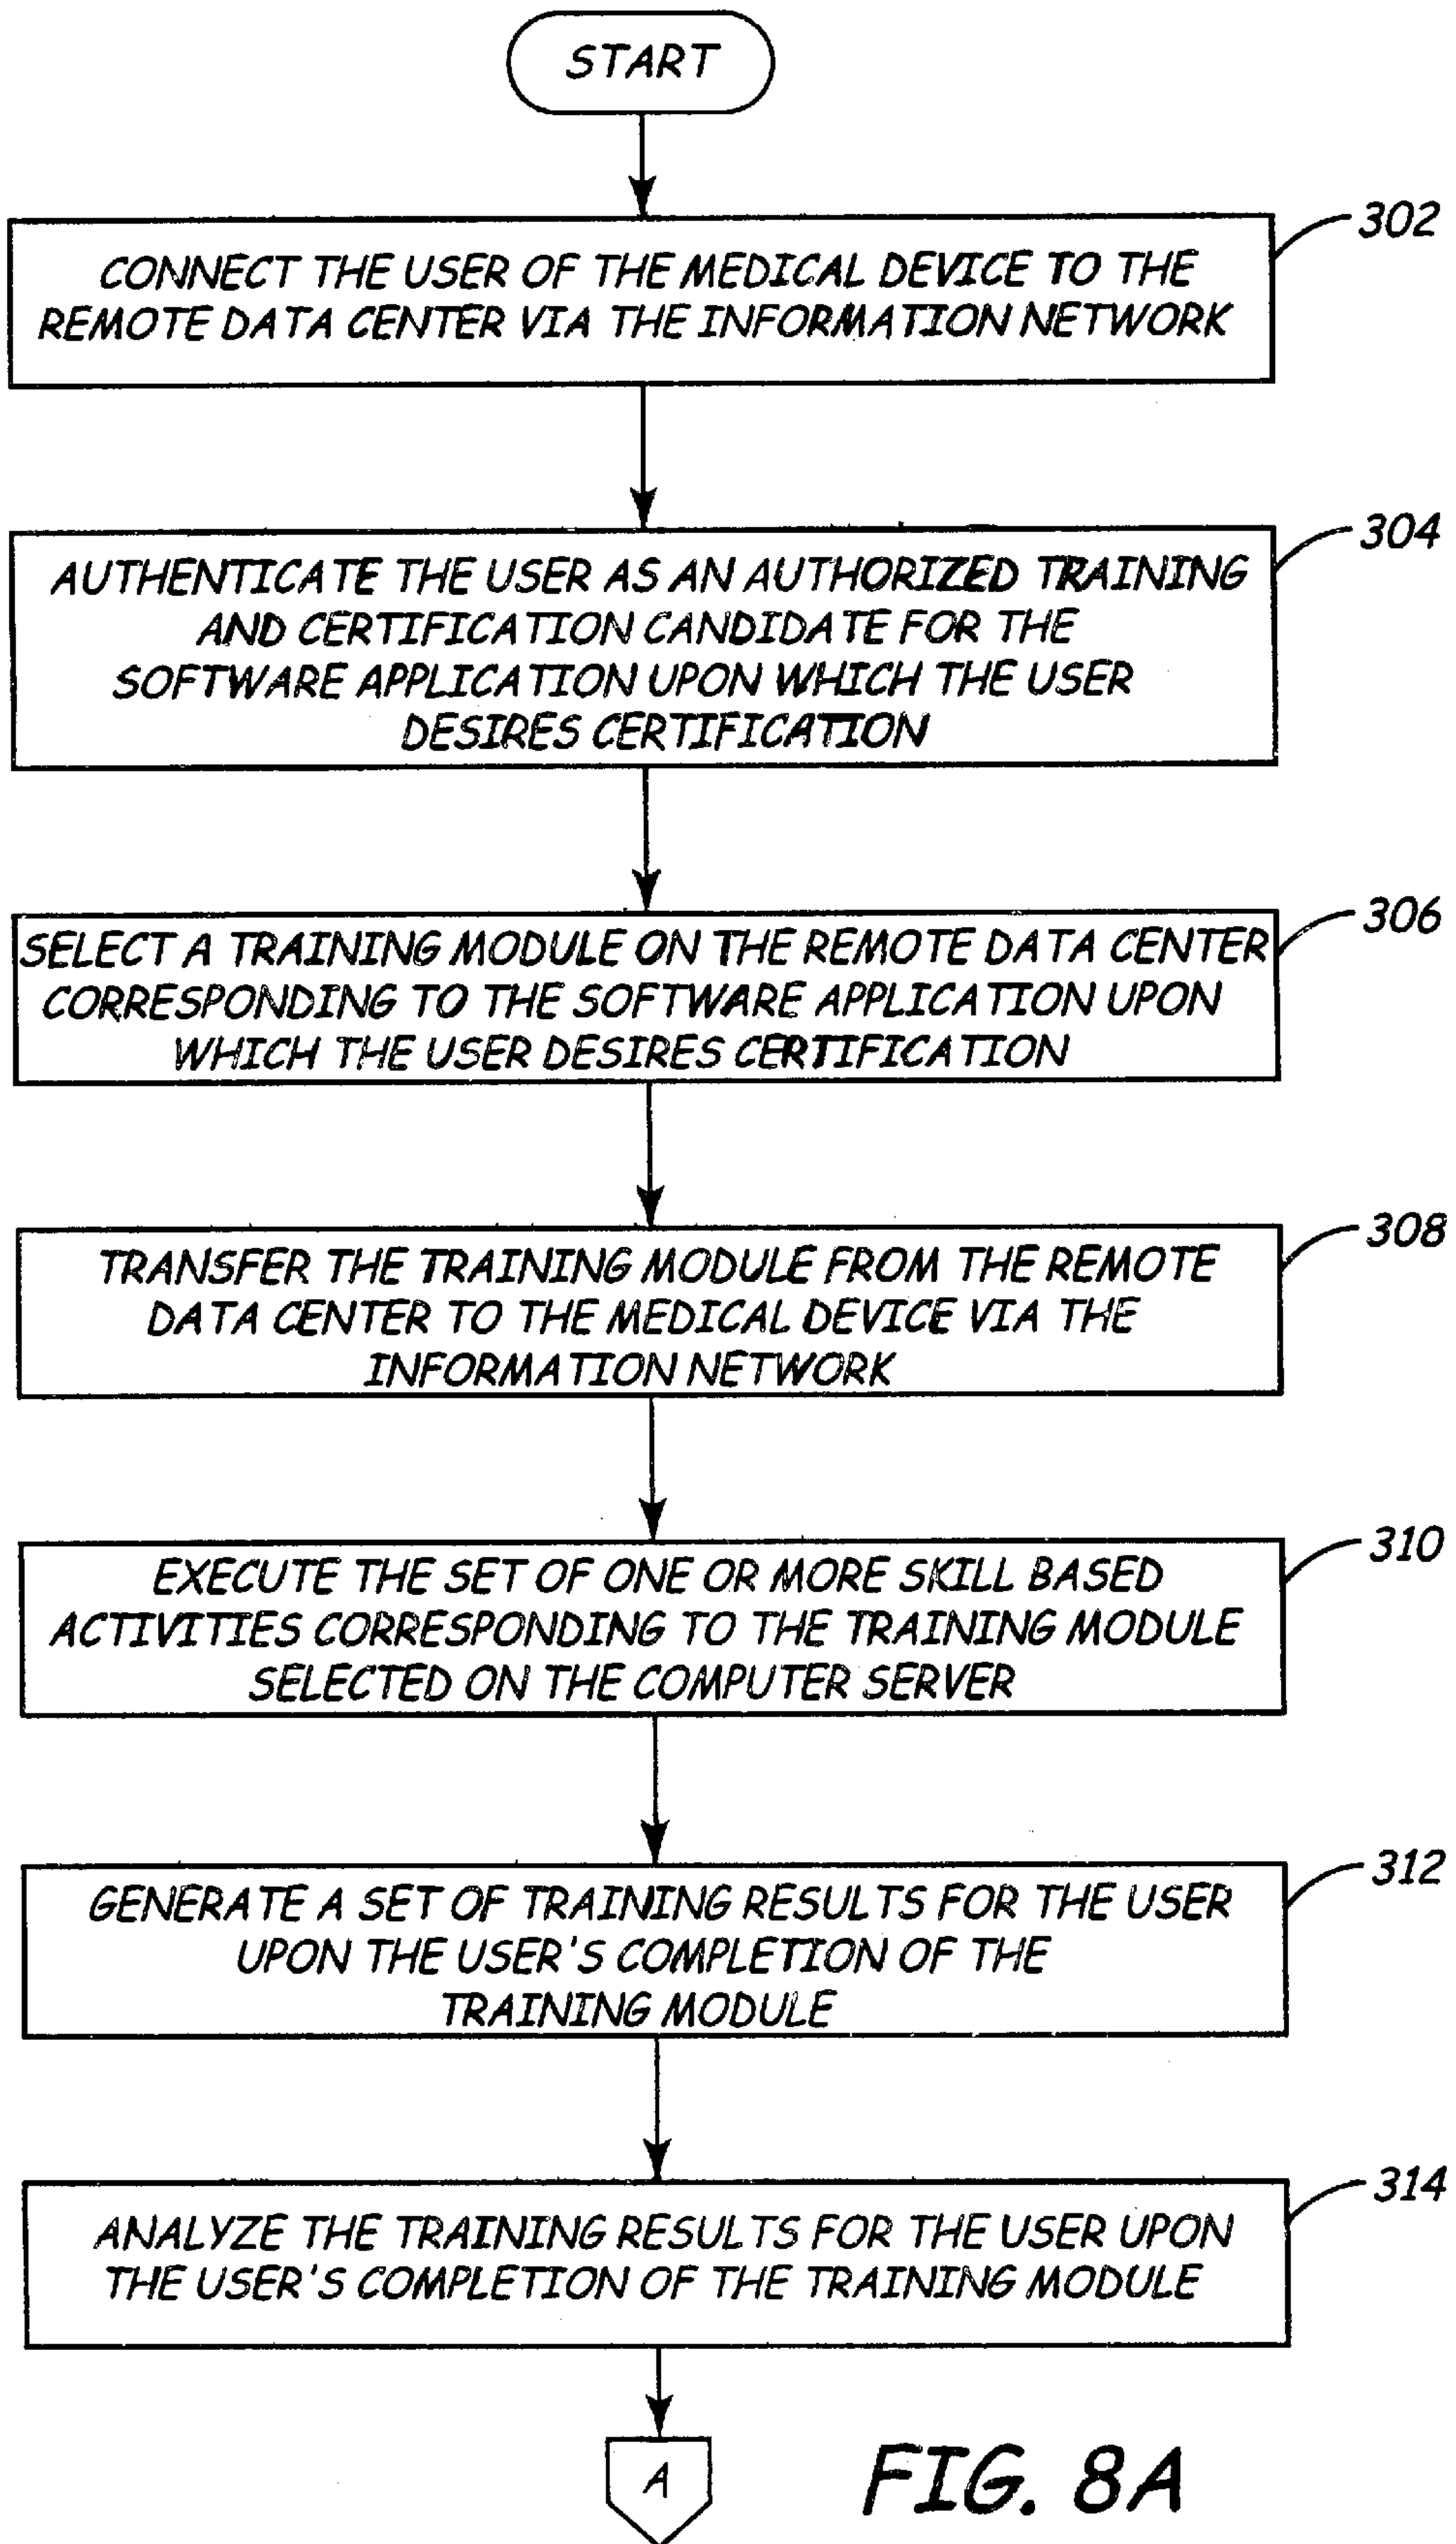 START
302
CONNECT THE USER OF THE MEDICAL DEVICE TO THE
REMOTE DATA CENTER VIA THE INFORMATION NETWORK
304
AUTHENTICATE THE USER AS AN AUTHORIZED TRAINING
AND CERTIFICATION CANDIDATE FOR THE
SOFTWARE APPLICATION UPON WHICH THE USER
DESIRES CERTIFICATION
306
SELECT A TRAINING MODULE ON THE REMOTE DATA CENTER
CORRESPONDING TO THE SOFTWARE APPLICATION UPON
WHICH THE USER DESIRES CERTIFICATION
308
TRANSFER THE TRAINING MODULE FROM THE REMOTE
DATA CENTER TO THE MEDICAL DEVICE VIA THE
INFORMATION NETWORK
310
EXECUTE THE SET OF ONE OR MORE SKILL BASED
ACTIVITIES CORRESPONDING TO THE TRAINING MODULE
SELECTED ON THE COMPUTER SERVER
312
GENERATE A SET OF TRAINING RESULTS FOR THE USER
UPON THE USER'S COMPLETION OF THE
TRAINING MODULE
314
ANALYZE THE TRAINING RESULTS FOR THE USER UPON
THE USER'S COMPLETION OF THE TRAINING MODULE
A
FIG. 8A